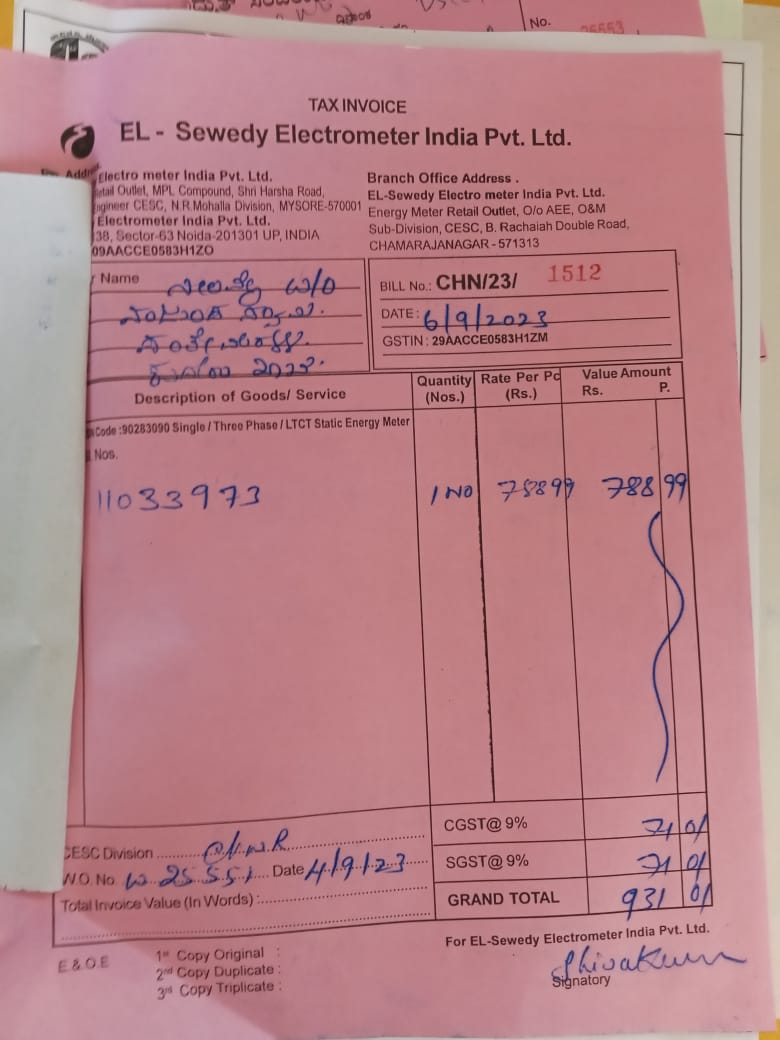 No. 25553
TAX INVOICE
EL - Sewedy Electrometer India Pvt. Ltd.
Electro meter India Pvt. Ltd.
Outlet, MPL Compound, Shri Harsha Road,
CESC, N.R.Mohalla Division, MYSORE-570001
Electrometer India Pvt. Ltd.
38, Sector-63 Noida-201301 UP, INDIA
09AACCE0583H1ZO
Branch Office Address .
EL-Sewedy Electro meter India Pvt. Ltd.
Energy Meter Retail Outlet, O/o AEE, O&M
Sub-Division, CESC, B. Rachaiah Double Road,
CHAMARAJANAGAR - 571313
Name
BILL No.: CHN/23/ 1512
DATE : 6/9/2023
GSTIN : 29AACCE0583H1ZM
Description of Goods/ Service
Quantity (Nos.)
Rate Per Pc (Rs.)
Value Amount
Rs. P.
Code :90283090 Single / Three Phase / LTCT Static Energy Meter
Nos.
11033973 1 NO 78899 788 99
CGST@ 9% 71 01
SGST@ 9% 71 01
GRAND TOTAL 931 01
CESC Division
W.O. No. Date 4/9/23
Total Invoice Value (In Words) :
For EL-Sewedy Electrometer India Pvt. Ltd.
Shivakum
Signatory
E & O.E
1st Copy Original :
2nd Copy Duplicate :
3rd Copy Triplicate :